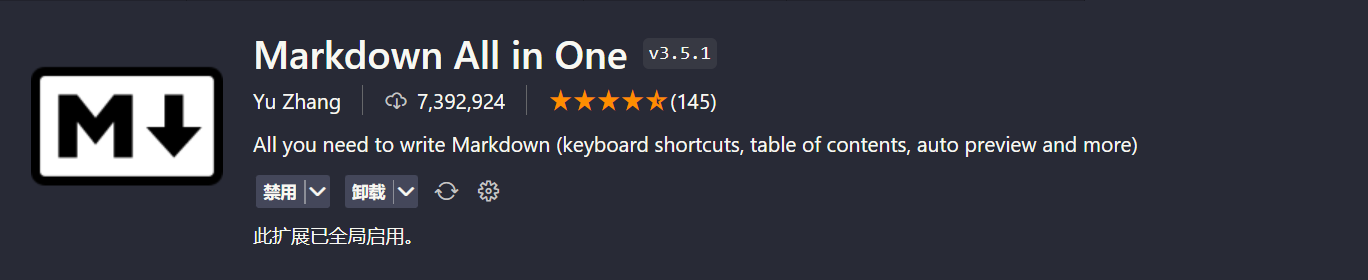 Markdown All in One v3.5.1
Yu Zhang 7,392,924 (145)
All you need to write Markdown (keyboard shortcuts, table of contents, auto preview and more)
禁用 卸载
此扩展已全局启用。
M